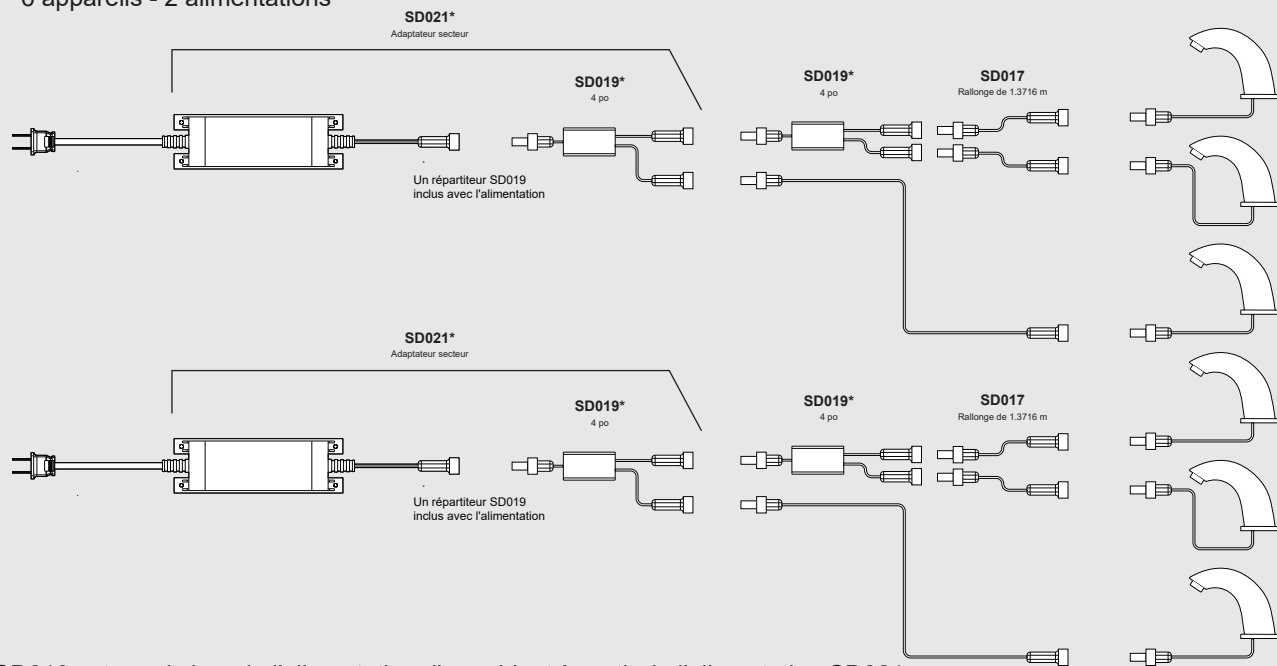 appareils - 2 alimentations
SD021*
Adaptateur secteur
SD019*
4 po
SD019*
4 po
SD017
Rallonge de 1.3716 m
Un répartiteur SD019
inclus avec l'alimentation
SD021*
Adaptateur secteur
SD019*
4 po
SD019*
4 po
SD017
Rallonge de 1.3716 m
Un répartiteur SD019
inclus avec l'alimentation